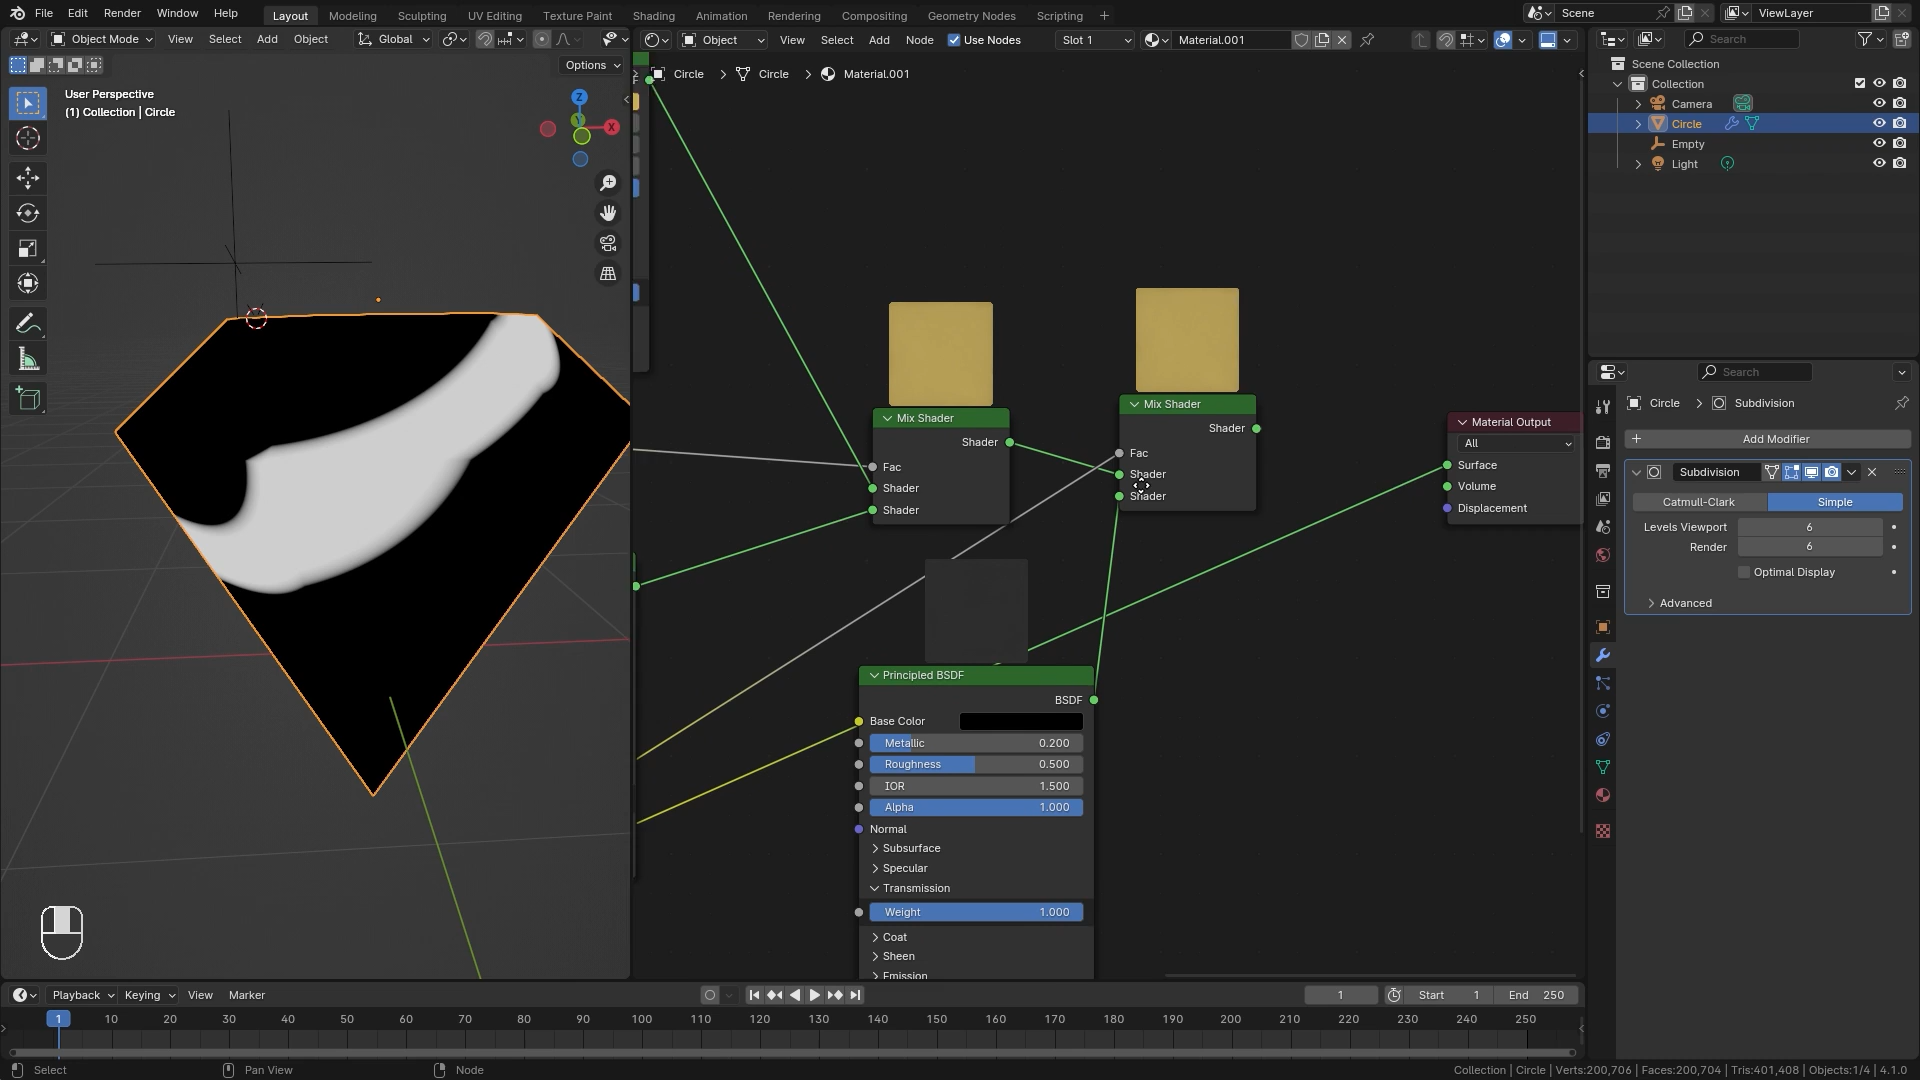 File Edit Render Window Help Layout Modeling Sculpting UV Editing Texture Paint Shading Animation Rendering Compositing Geometry Nodes Scripting + Scene ViewLayer
Object Mode View Select Add Object Global Object View Select Add Node Use Nodes Slot 1 Material.001 Search
Options
User Perspective
(1) Collection | Circle
Z
Y
X
Circle > Circle > Material.001
Scene Collection
Collection
Camera
Circle
Empty
Light
Mix Shader
Shader
Fac
Shader
Shader
Mix Shader
Shader
Fac
Shader
Shader
Material Output
All
Surface
Volume
Displacement
Principled BSDF
BSDF
Base Color
Metallic 0.200
Roughness 0.500
IOR 1.500
Alpha 1.000
Normal
Subsurface
Specular
Transmission
Weight 1.000
Coat
Sheen
Emission
Search
Circle > Subdivision
Add Modifier
Subdivision
Catmull-Clark Simple
Levels Viewport 6
Render 6
Optimal Display
Advanced
Playback Keying View Marker 1 Start 1 End 250
1 10 20 30 40 50 60 70 80 90 100 110 120 130 140 150 160 170 180 190 200 210 220 230 240 250
Select Pan View Node Collection | Circle | Verts:200,706 | Faces:200,704 | Tris:401,408 | Objects:1/4 | 4.1.0